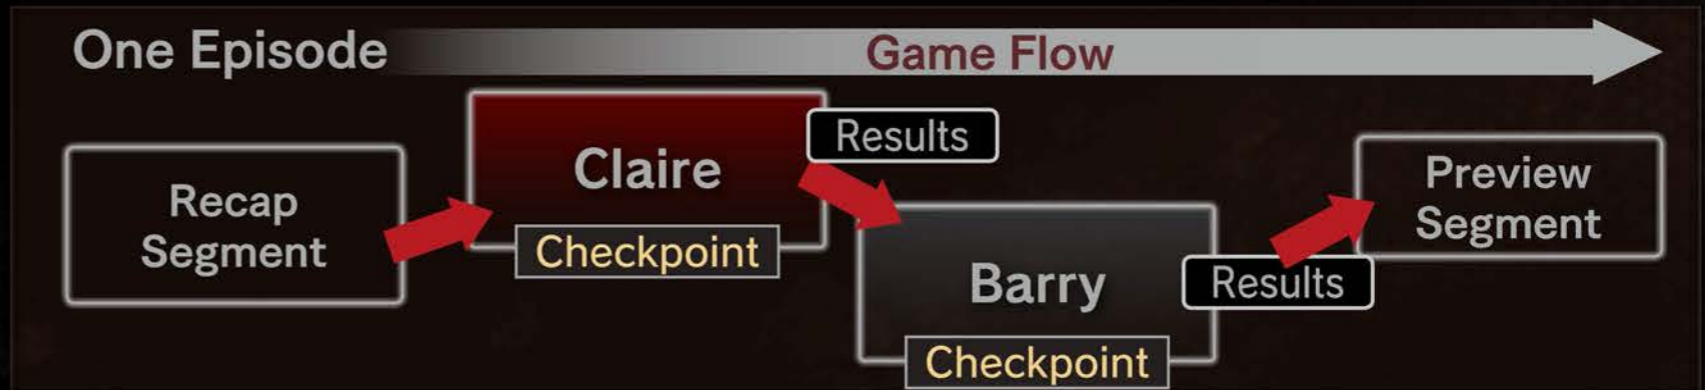 One Episode
Game Flow
Recap
Segment
Claire
Checkpoint
Results
Barry
Checkpoint
Results
Preview
Segment